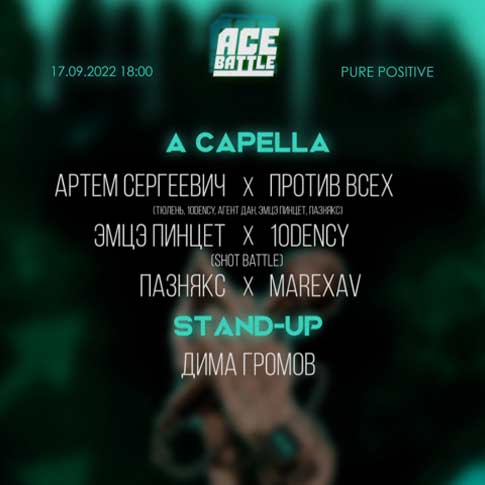 ACE
BATTLE
17.09.2022 18:00
PURE POSITIVE
A CAPELLA
АРТЕМ СЕРГЕЕВИЧ X ПРОТИВ ВСЕХ
(ТЮЛЕНЬ, 10DENCY, АГЕНТ ДАН, ЭМЦЭ ПИНЦЕТ, ПАЗНЯКС)
ЭМЦЭ ПИНЦЕТ X 10DENCY
(SHOT BATTLE)
ПАЗНЯКС X MAREXAV
STAND-UP
ДИМА ГРОМОВ